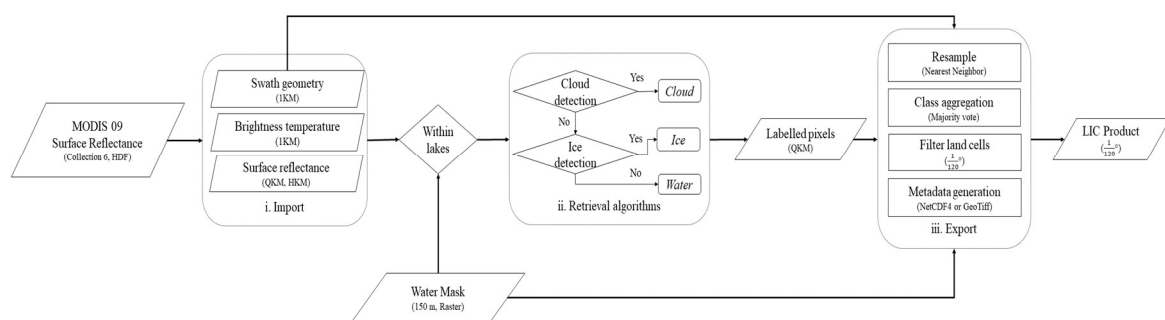 MODIS 09
Surface Reflectance
(Collection 6, HDF)
Swath geometry
(1KM)
Brightness temperature
(1KM)
Surface reflectance
(QKM, HKM)
i. Import
Within
lakes
Cloud
detection
Yes
Cloud
No
Ice
detection
Yes
Ice
No
Water
ii. Retrieval algorithms
Labelled pixels
(QKM)
Resample
(Nearest Neighbor)
Class aggregation
(Majority vote)
Filter land cells
(1/120°)
Metadata generation
(NetCDF4 or GeoTiff)
iii. Export
LIC Product
(1/120°)
Water Mask
(150 m, Raster)